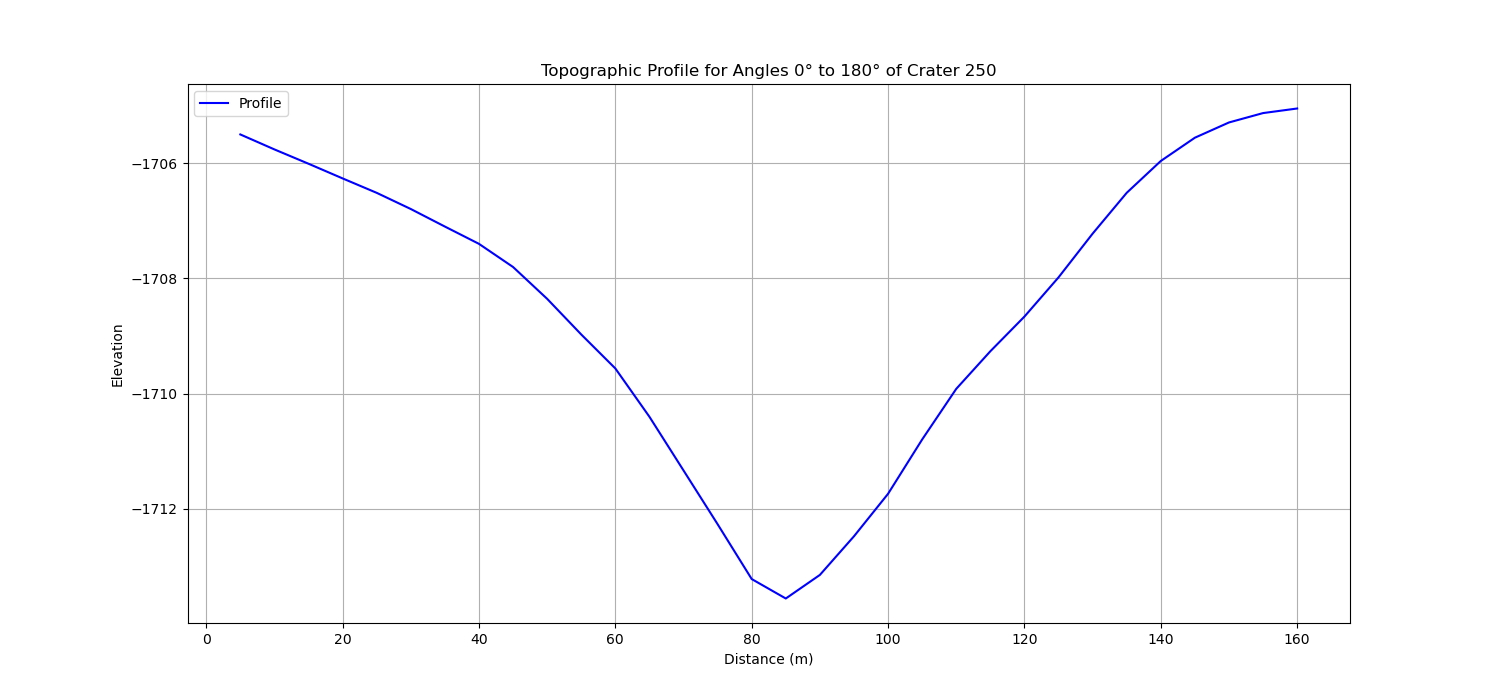 Topographic Profile for Angles 0° to 180° of Crater 250
Profile
−1706
−1708
−1710
−1712
Elevation
0 20 40 60 80 100 120 140 160
Distance (m)